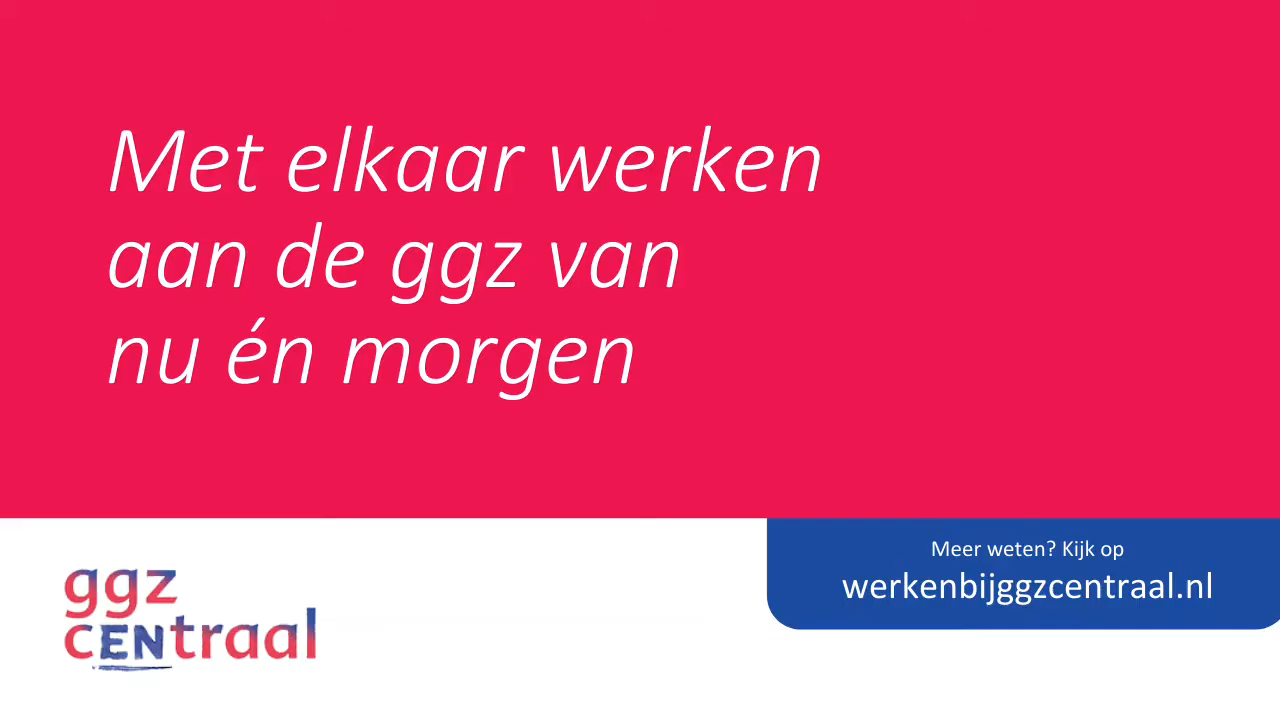 Met elkaar werken
aan de ggz van
nu én morgen
Meer weten? Kijk op
werkenbijggzcentraal.nl
ggz
cENtraal